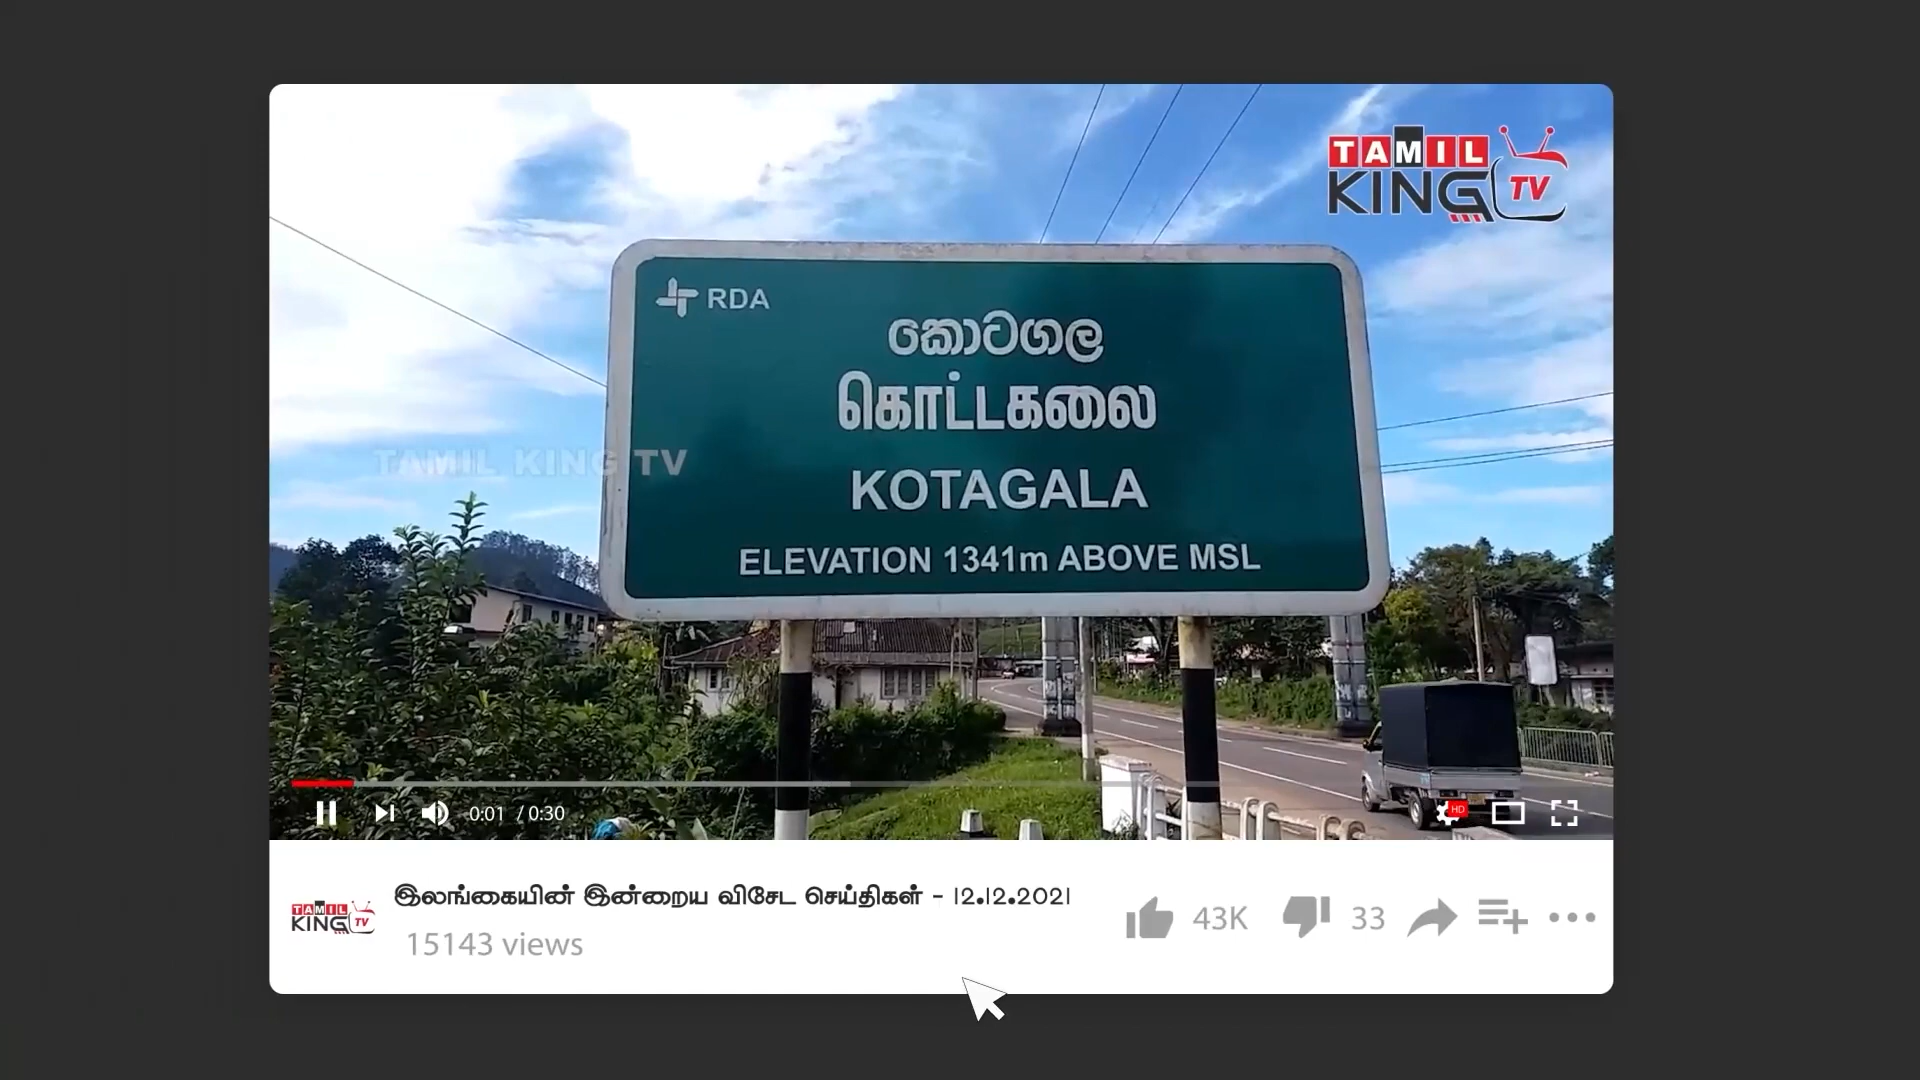 TAMIL
KING TV
RDA
කොටගල
கொட்டகலை
TAMIL KING TV
KOTAGALA
ELEVATION 1341m ABOVE MSL
0:01 / 0:30
HD
இலங்கையின் இன்றைய விசேட செய்திகள் - 12.12.2021
TAMIL
KING TV
43K
33
15143 views